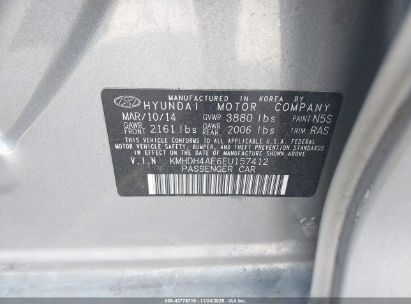 MANUFACTURED IN KOREA BY
HYUNDAI MOTOR COMPANY
MAR/10/14 GVWR 3880 lbs PAINT N5S
GAWR FRONT 2161 lbs GAWR REAR 2006 lbs TRIM RAS
THIS VEHICLE CONFORMS TO ALL APPLICABLE U.S. FEDERAL
MOTOR VEHICLE SAFETY, BUMPER, AND THEFT PREVENTION
STANDARDS IN EFFECT ON THE DATE OF MANUFACTURE SHOWN ABOVE.
V.I.N KMHDH4AE6EU157412
PASSENGER CAR